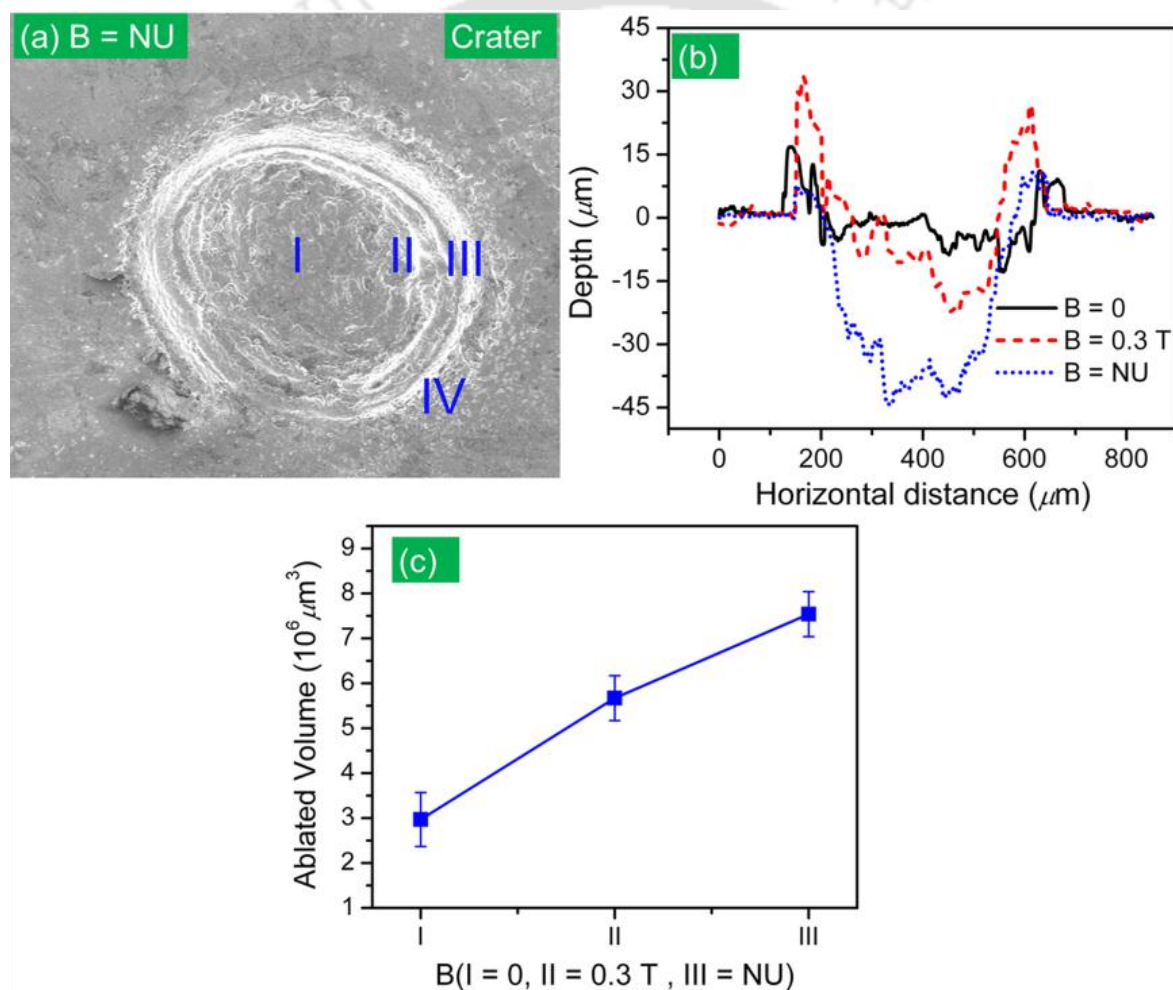 (a) B = NU
Crater
I
II
III
IV
(b)
45
30
15
0
-15
-30
-45
Depth (μm)
B = 0
B = 0.3 T
B = NU
0
200
400
600
800
Horizontal distance (μm)
(c)
9
8
7
6
5
4
3
2
1
Ablated Volume (10⁶ μm³)
I
II
III
B(I = 0, II = 0.3 T , III = NU)